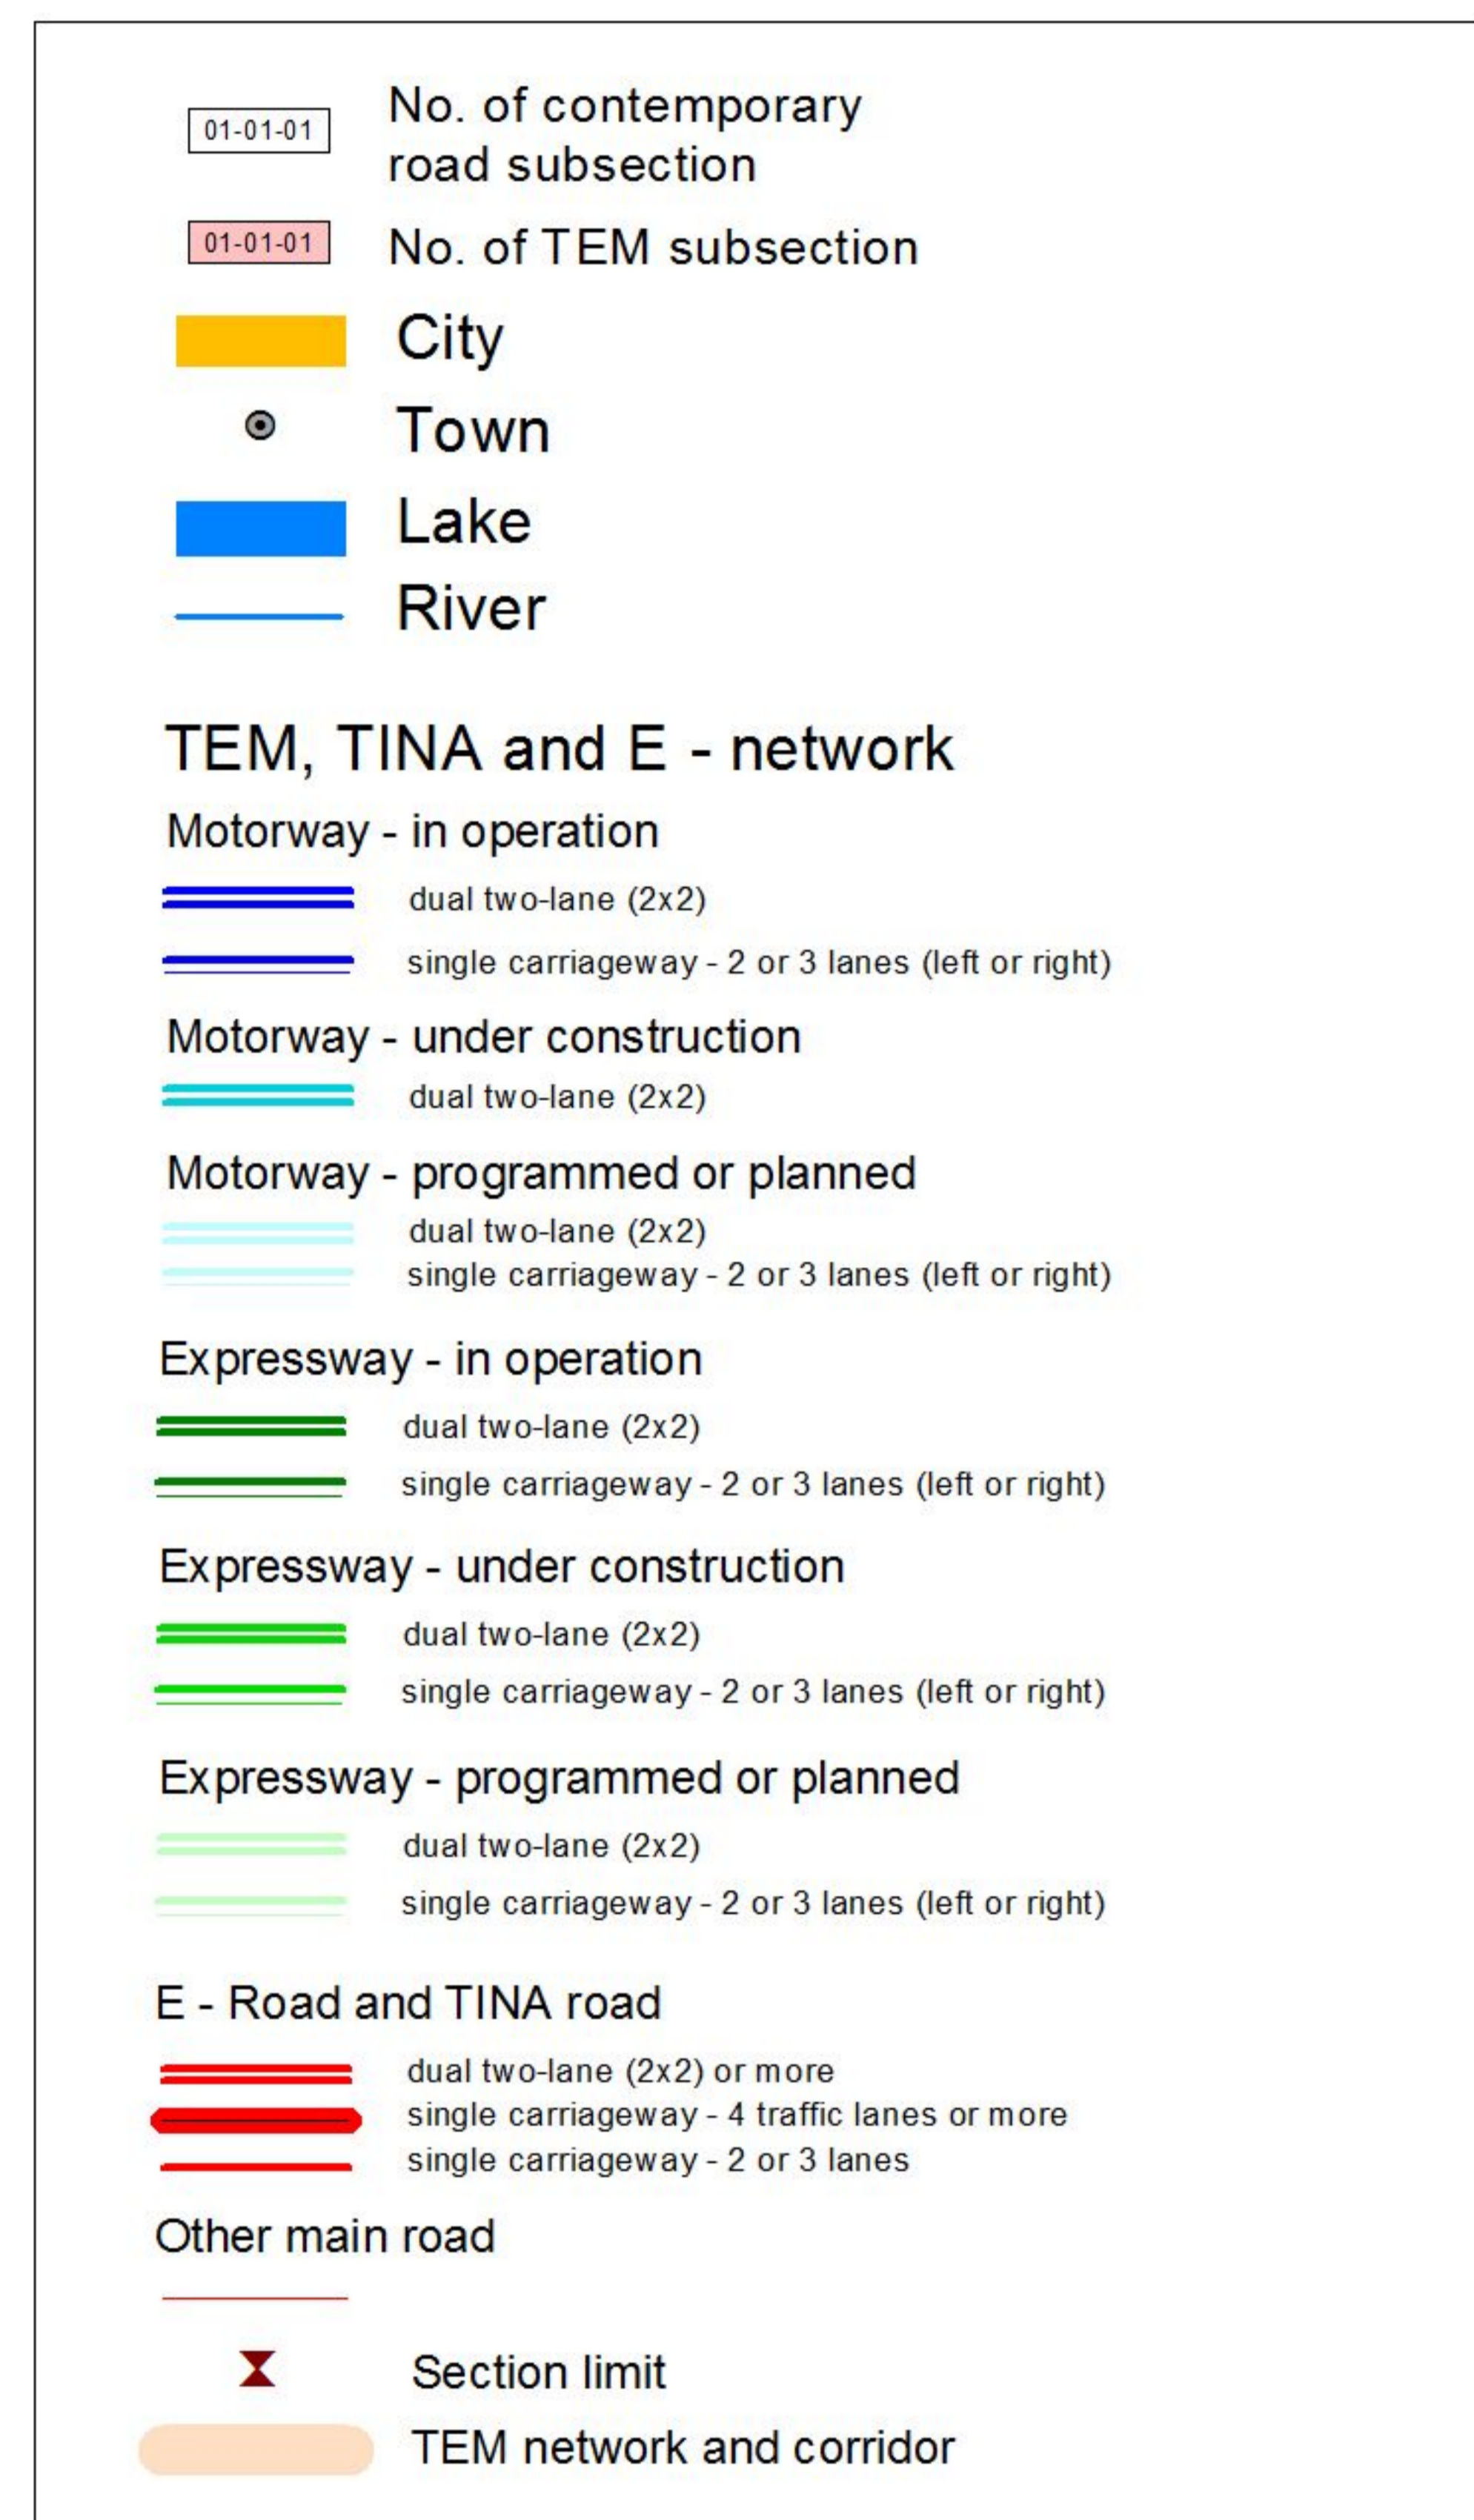 01-01-01
No. of contemporary
road subsection
01-01-01
No. of TEM subsection
City
Town
Lake
River
TEM, TINA and E - network
Motorway - in operation
dual two-lane (2x2)
single carriageway - 2 or 3 lanes (left or right)
Motorway - under construction
dual two-lane (2x2)
Motorway - programmed or planned
dual two-lane (2x2)
single carriageway - 2 or 3 lanes (left or right)
Expressway - in operation
dual two-lane (2x2)
single carriageway - 2 or 3 lanes (left or right)
Expressway - under construction
dual two-lane (2x2)
single carriageway - 2 or 3 lanes (left or right)
Expressway - programmed or planned
dual two-lane (2x2)
single carriageway - 2 or 3 lanes (left or right)
E - Road and TINA road
dual two-lane (2x2) or more
single carriageway - 4 traffic lanes or more
single carriageway - 2 or 3 lanes
Other main road
Section limit
TEM network and corridor